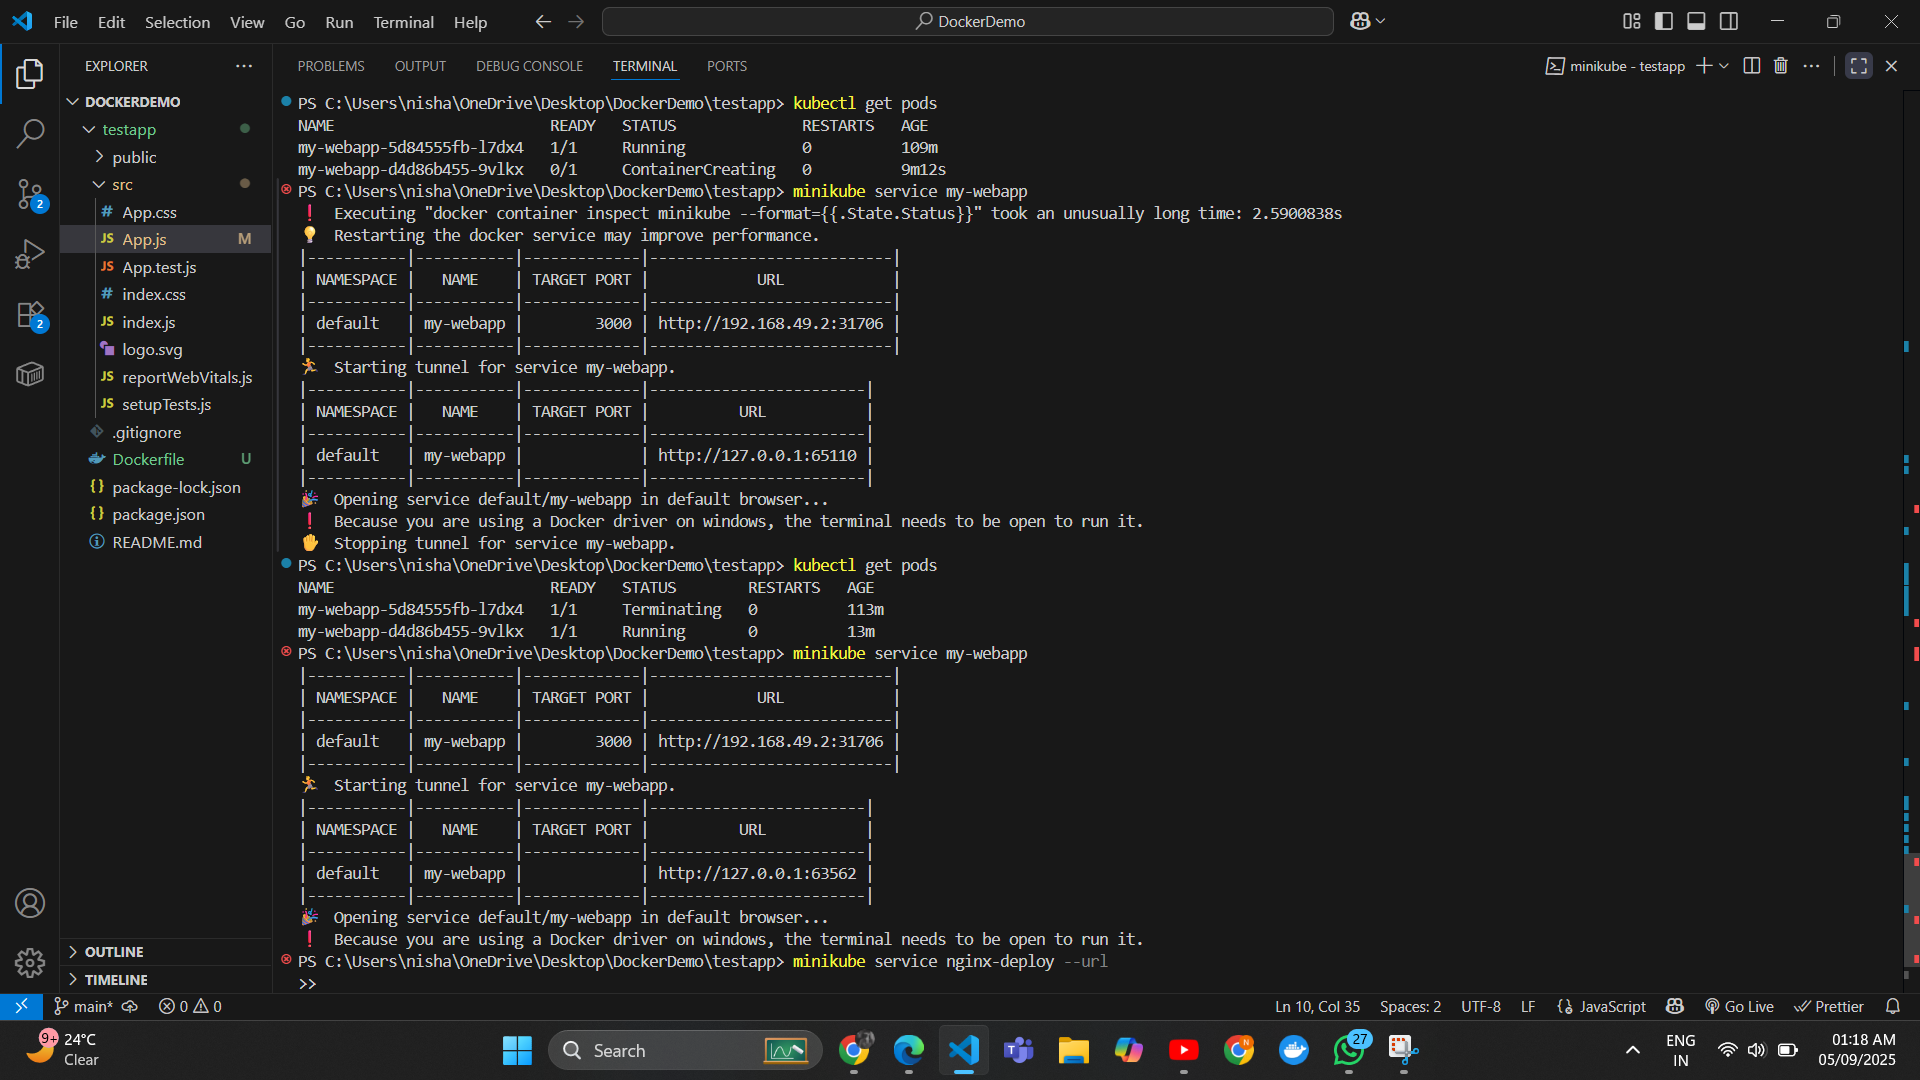 File Edit Selection View Go Run Terminal Help
DockerDemo
EXPLORER
PROBLEMS OUTPUT DEBUG CONSOLE TERMINAL PORTS
minikube - testapp
DOCKERDEMO
testapp
public
src
# App.css
JS App.js M
JS App.test.js
# index.css
JS index.js
logo.svg
JS reportWebVitals.js
JS setupTests.js
.gitignore
Dockerfile U
{} package-lock.json
{} package.json
README.md
OUTLINE
TIMELINE
2
2
PS C:\Users\nisha\OneDrive\Desktop\DockerDemo\testapp> kubectl get pods
NAME READY STATUS RESTARTS AGE
my-webapp-5d84555fb-l7dx4 1/1 Running 0 109m
my-webapp-d4d86b455-9vlkx 0/1 ContainerCreating 0 9m12s
PS C:\Users\nisha\OneDrive\Desktop\DockerDemo\testapp> minikube service my-webapp
❗ Executing "docker container inspect minikube --format={{.State.Status}}" took an unusually long time: 2.5900838s
💡 Restarting the docker service may improve performance.
|-----------|-----------|-------------|---------------------------|
| NAMESPACE | NAME | TARGET PORT | URL |
|-----------|-----------|-------------|---------------------------|
| default | my-webapp | 3000 | http://192.168.49.2:31706 |
|-----------|-----------|-------------|---------------------------|
🏃 Starting tunnel for service my-webapp.
|-----------|-----------|-------------|------------------------|
| NAMESPACE | NAME | TARGET PORT | URL |
|-----------|-----------|-------------|------------------------|
| default | my-webapp | | http://127.0.0.1:65110 |
|-----------|-----------|-------------|------------------------|
🎉 Opening service default/my-webapp in default browser...
❗ Because you are using a Docker driver on windows, the terminal needs to be open to run it.
✋ Stopping tunnel for service my-webapp.
PS C:\Users\nisha\OneDrive\Desktop\DockerDemo\testapp> kubectl get pods
NAME READY STATUS RESTARTS AGE
my-webapp-5d84555fb-l7dx4 1/1 Terminating 0 113m
my-webapp-d4d86b455-9vlkx 1/1 Running 0 13m
PS C:\Users\nisha\OneDrive\Desktop\DockerDemo\testapp> minikube service my-webapp
|-----------|-----------|-------------|---------------------------|
| NAMESPACE | NAME | TARGET PORT | URL |
|-----------|-----------|-------------|---------------------------|
| default | my-webapp | 3000 | http://192.168.49.2:31706 |
|-----------|-----------|-------------|---------------------------|
🏃 Starting tunnel for service my-webapp.
|-----------|-----------|-------------|------------------------|
| NAMESPACE | NAME | TARGET PORT | URL |
|-----------|-----------|-------------|------------------------|
| default | my-webapp | | http://127.0.0.1:63562 |
|-----------|-----------|-------------|------------------------|
🎉 Opening service default/my-webapp in default browser...
❗ Because you are using a Docker driver on windows, the terminal needs to be open to run it.
PS C:\Users\nisha\OneDrive\Desktop\DockerDemo\testapp> minikube service nginx-deploy --url
>>
main* 0 0 Ln 10, Col 35 Spaces: 2 UTF-8 LF JavaScript Go Live Prettier
9+ 24°C
Clear
Search
27
ENG
IN
01:18 AM
05/09/2025